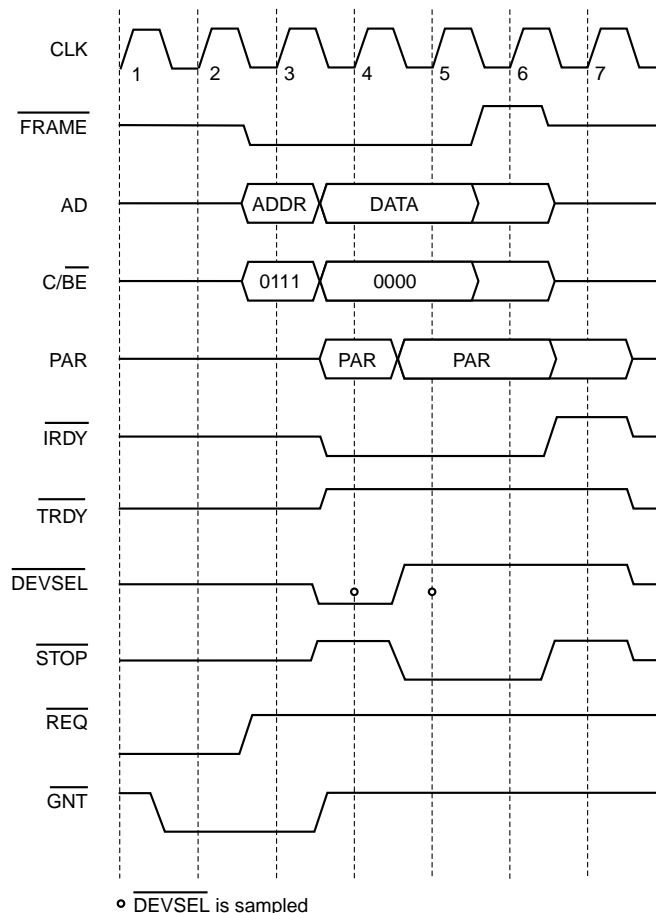 CLK
1 2 3 4 5 6 7
FRAME
AD ADDR DATA
C/BE 0111 0000
PAR PAR PAR
IRDY
TRDY
DEVSEL
STOP
REQ
GNT
DEVSEL is sampled